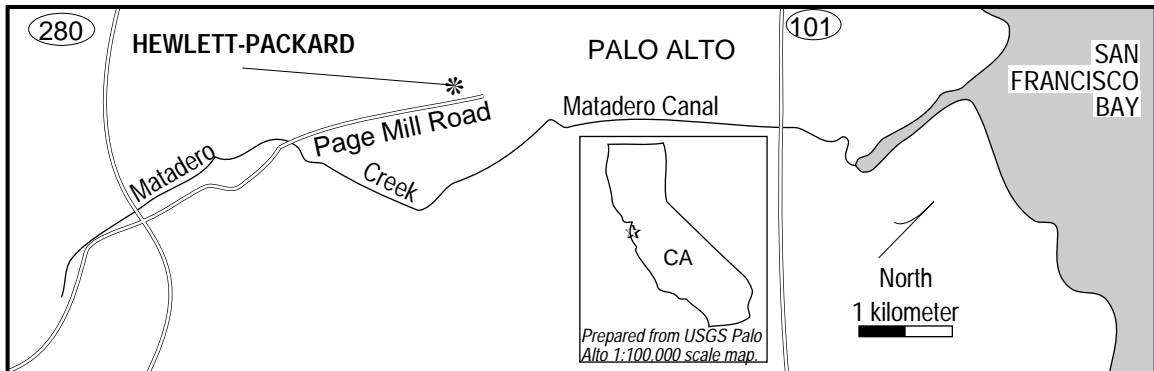 280
HEWLETT-PACKARD
PALO ALTO
101
SAN
FRANCISCO
BAY
Matadero Canal
Page Mill Road
Matadero
Creek
CA
North
1 kilometer
Prepared from USGS Palo
Alto 1:100,000 scale map.